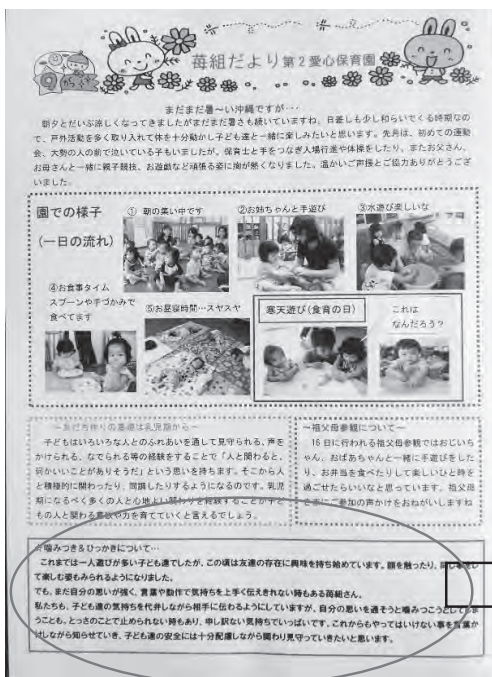 9がつ
苺組だより 第2愛心保育園
まだまだ暑~い沖縄ですが…
朝夕とだいぶ涼しくなってきましたがまだまだ暑さも続いていますね、日差しも少し和らいでくる時期なの
で、戸外活動を多く取り入れて体を十分動かし子ども達と一緒に楽しみたいと思います。先月は、初めての運動
会、大勢の人の前で泣いている子もいましたが、保育士と手をつなぎ入場行進や体操をしたり、またお父さん、
お母さんと一緒に親子競技、お遊戯など頑張る姿に胸が熱くなりました。温かいご声援とご協力ありがとうござ
いました。
園での様子
(一日の流れ)
① 朝の集い中です
②お姉ちゃんと手遊び
③水遊び楽しいな
④お食事タイム
スプーンや手づかみで
食べてます
⑤お昼寝時間…スヤスヤ
寒天遊び(食育の日)
これは
なんだろう?
~友だち作りの基礎は乳児期から~
子どもはいろいろな人とのふれあいを通して見守られる、声を
かけられる、なでられる等の経験をすることで「人と関わると、
何かいいことがありそうだ」という思いを持ちます。そこから人
と積極的に関わったり、同調したりするようになるのです。乳児
期になるべく多くの人と心地よい関わりを経験することが子ど
もの人と関わる意欲や力を育てていくと言えるでしょう。
~祖父母参観について~
16日に行われる祖父母参観ではおじいち
ゃん、おばあちゃんと一緒に手遊びをした
り、お弁当を食べたりして楽しいひと時を
過ごせたらいいなと思っています。祖父母
さまにご参加の声かけをおねがいしますね
☆噛みつき&ひっかきについて…
これまでは一人遊びが多い子ども達でしたが、この頃は友達の存在に興味を持ち始めています。顔を触ったり、同じ事をし
て楽しむ姿もみられるようになりました。
でも、まだ自分の思いが強く、言葉や動作で気持ちを上手く伝えきれない時もある苺組さん。
私たちも、子ども達の気持ちを代弁しながら相手に伝わるようにしていますが、自分の思いを通そうと噛みつこうとしてしま
うことも。とっさのことで止められない時もあり、申し訳ない気持ちでいっぱいです。これからもやってはいけない事を言葉か
けしながら知らせていき、子ども達の安全には十分配慮しながら関わり見守っていきたいと思います。